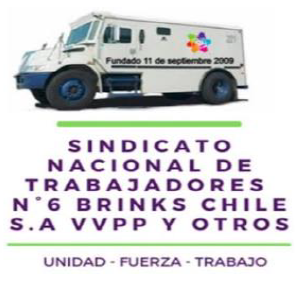 Fundado 11 de septiembre 2009
SINDICATO
NACIONAL DE
TRABAJADORES
N°6 BRINKS CHILE
S.A VVPP Y OTROS
UNIDAD - FUERZA - TRABAJO